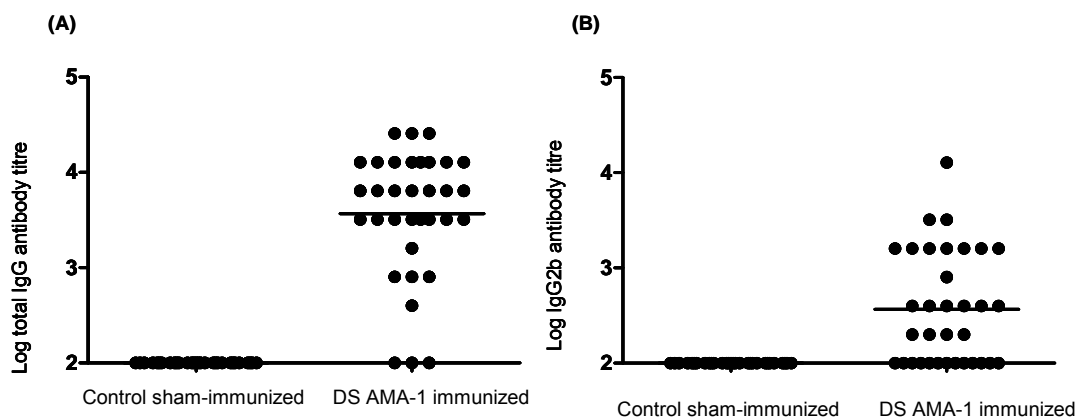 (A)
(B)
Log total IgG antibody titre
5
4
3
2
Control sham-immunized
DS AMA-1 immunized
Log IgG2b antibody titre
5
4
3
2
Control sham-immunized
DS AMA-1 immunized